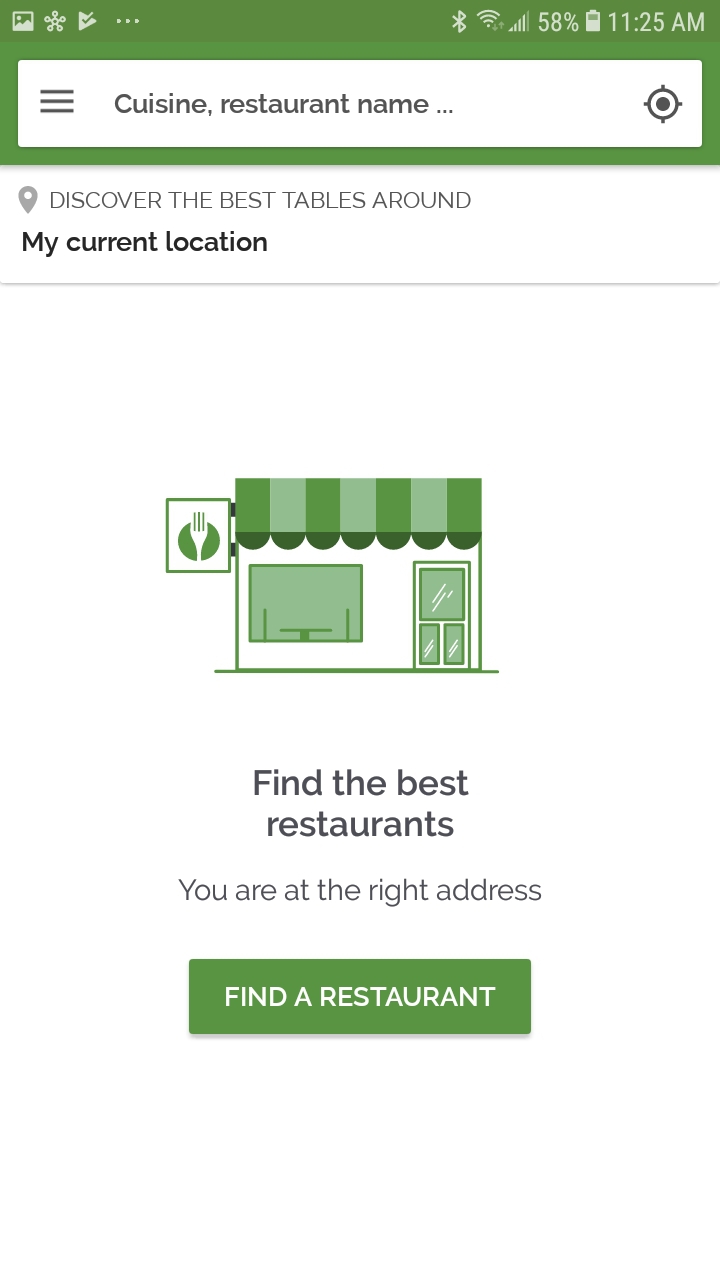 58% 11:25 AM
Cuisine, restaurant name ...
DISCOVER THE BEST TABLES AROUND
My current location
Find the best
restaurants
You are at the right address
FIND A RESTAURANT